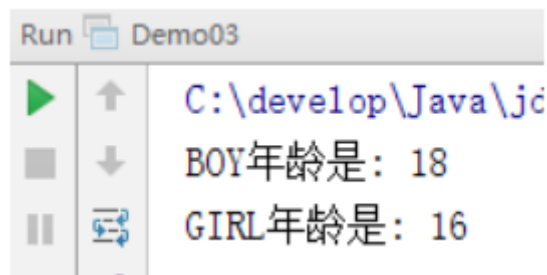 Run Demo03
C:\develop\Java\jd
BOY年龄是: 18
GIRL年龄是: 16